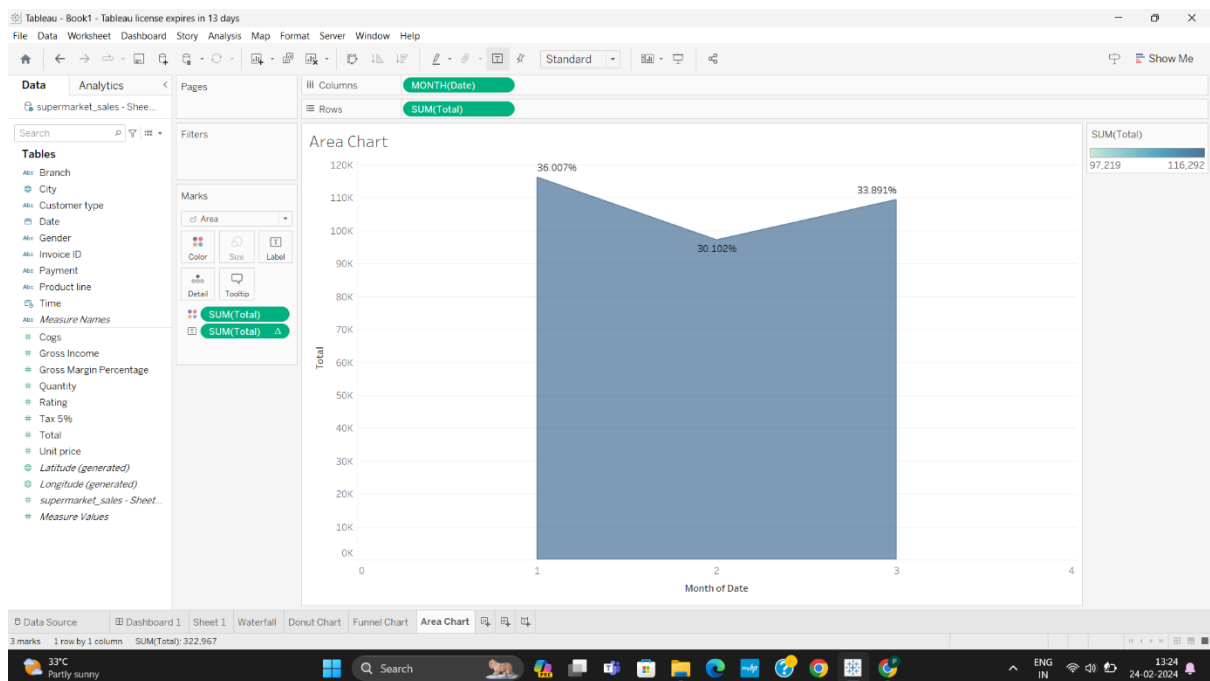 Tableau - Book1 - Tableau license expires in 13 days
File Data Worksheet Dashboard Story Analysis Map Format Server Window Help
Standard
Show Me
Data Analytics
supermarket_sales - Shee...
Search
Tables
Abc Branch
City
Abc Customer type
Date
Abc Gender
Abc Invoice ID
Abc Payment
Abc Product line
Time
Abc Measure Names
# Cogs
# Gross Income
# Gross Margin Percentage
# Quantity
# Rating
# Tax 5%
# Total
# Unit price
Latitude (generated)
Longitude (generated)
# supermarket_sales - Sheet...
# Measure Values
Pages
Filters
Marks
Area
Color Size Label
Detail Tooltip
SUM(Total)
SUM(Total) Δ
Columns MONTH(Date)
Rows SUM(Total)
Area Chart
120K
110K
100K
90K
80K
70K
60K
50K
40K
30K
20K
10K
0K
Total
36.007%
30.102%
33.891%
0 1 2 3 4
Month of Date
SUM(Total)
97,219 116,292
Data Source Dashboard 1 Sheet 1 Waterfall Donut Chart Funnel Chart Area Chart
3 marks 1 row by 1 column SUM(Total): 322,967
33°C
Partly sunny
Search
PRE
ENG
IN
13:24
24-02-2024